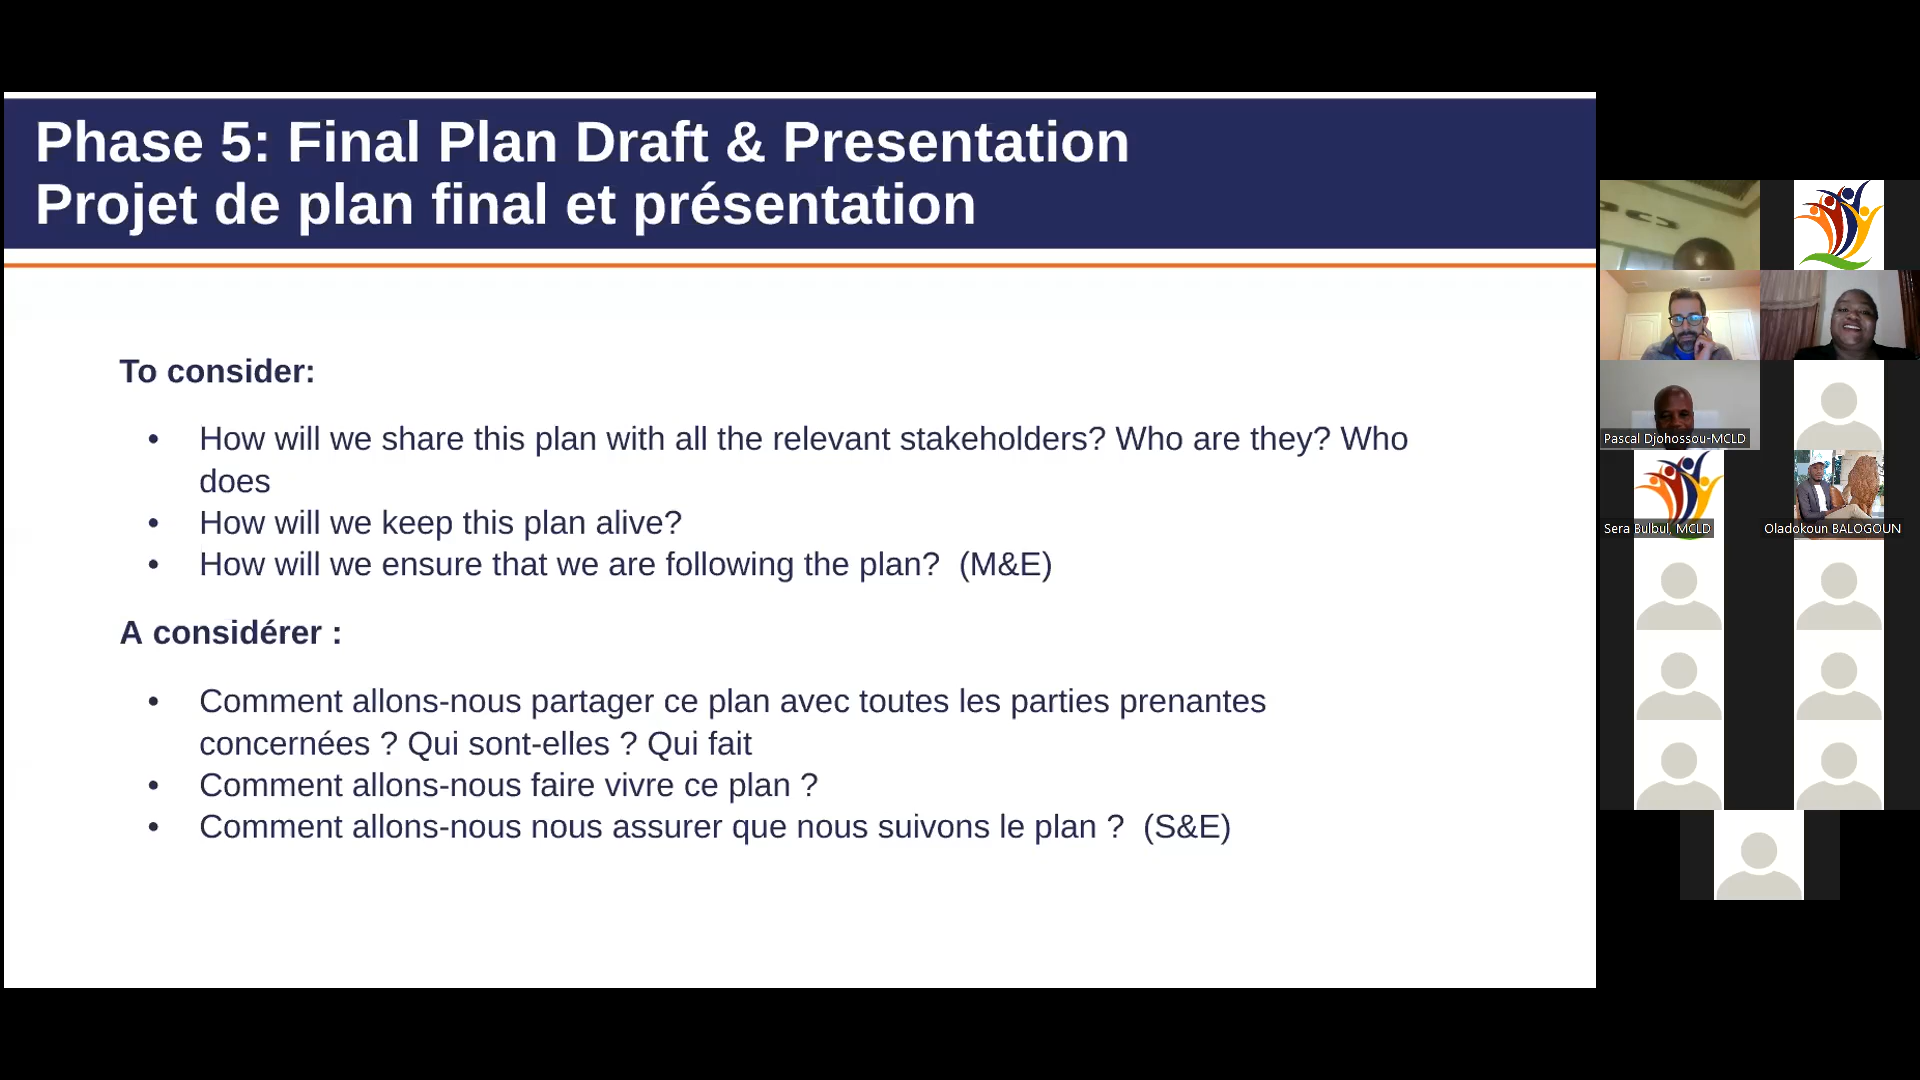 Phase 5: Final Plan Draft & Presentation
Projet de plan final et présentation
To consider:
• How will we share this plan with all the relevant stakeholders? Who are they? Who
does
• How will we keep this plan alive?
• How will we ensure that we are following the plan?  (M&E)
A considérer :
• Comment allons-nous partager ce plan avec toutes les parties prenantes
concernées ? Qui sont-elles ? Qui fait
• Comment allons-nous faire vivre ce plan ?
• Comment allons-nous nous assurer que nous suivons le plan ?  (S&E)
Pascal Djohossou-MCLD
Sera Bulbul, MCLD
Oladokoun BALOGOUN